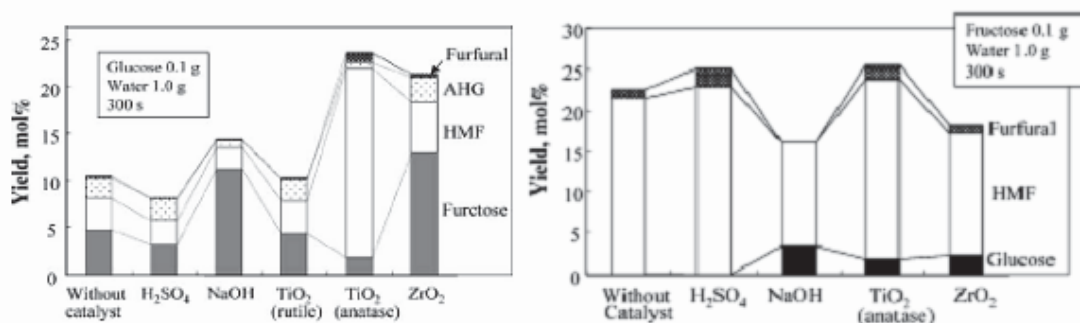 25
20
15
10
5
0
Yield, mol%
Glucose 0.1 g
Water 1.0 g
300 s
Furfural
AHG
HMF
Furctose
Without
catalyst
H₂SO₄
NaOH
TiO₂
(rutile)
TiO₂
(anatase)
ZrO₂
30
25
20
15
10
5
0
Yield, mol%
Fructose 0.1 g
Water 1.0 g
300 s
Furfural
HMF
Glucose
Without
Catalyst
H₂SO₄
NaOH
TiO₂
(anatase)
ZrO₂